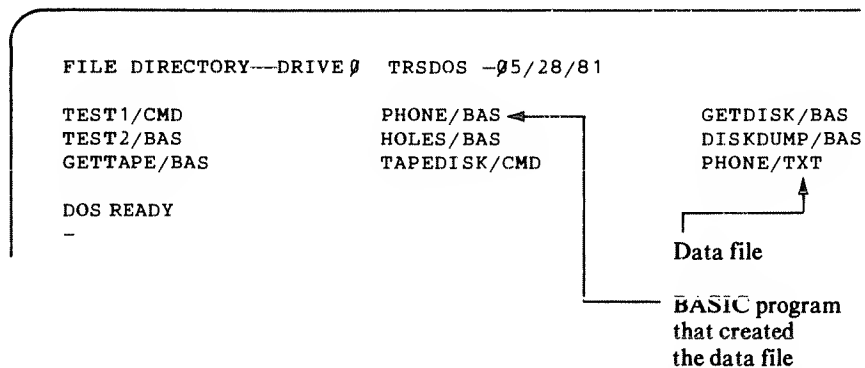 FILE DIRECTORY---DRIVE Ø TRSDOS -Ø5/28/81
TEST1/CMD PHONE/BAS GETDISK/BAS
TEST2/BAS HOLES/BAS DISKDUMP/BAS
GETTAPE/BAS TAPEDISK/CMD PHONE/TXT
DOS READY
_
Data file
BASIC program
that created
the data file